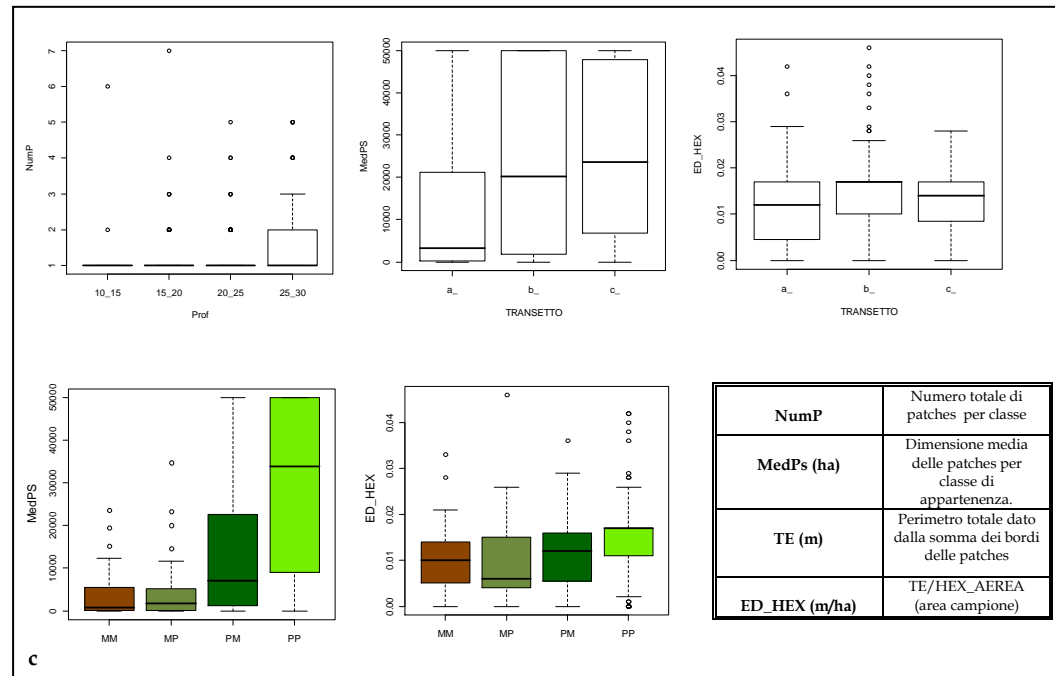 NumP
7
6
5
4
3
2
1
10_15 15_20 20_25 25_30
Prof
MedPS
50000
40000
30000
20000
10000
0
a_ b_ c_
TRANSETTO
ED_HEX
0.04
0.03
0.02
0.01
0.00
a_ b_ c_
TRANSETTO
MedPS
50000
40000
30000
20000
10000
0
MM MP PM PP
ED_HEX
0.04
0.03
0.02
0.01
0.00
MM MP PM PP
NumP
Numero totale di
patches per classe
MedPs (ha)
Dimensione media
delle patches per
classe di
appartenenza.
TE (m)
Perimetro totale dato
dalla somma dei bordi
delle patches
ED_HEX (m/ha)
TE/HEX_AEREA
(area campione)
c